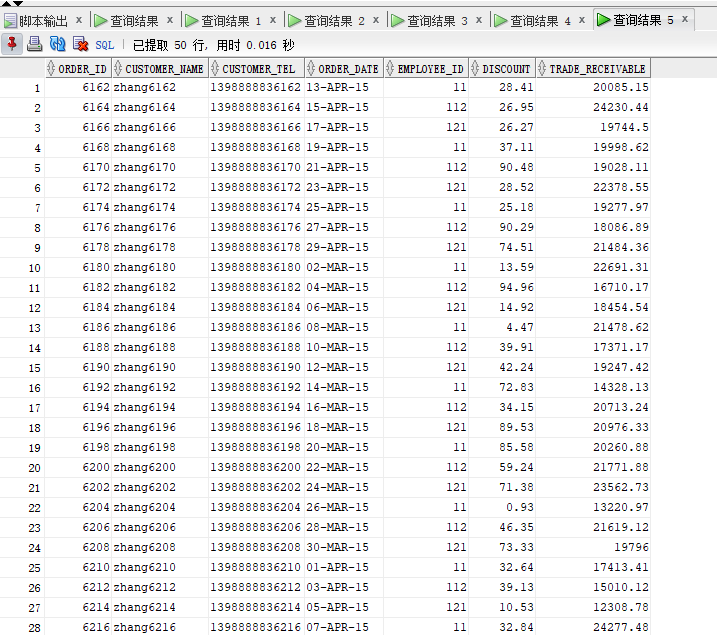 脚本输出 × 查询结果 × 查询结果 1 × 查询结果 2 × 查询结果 3 × 查询结果 4 × 查询结果 5 ×
SQL | 已提取 50 行, 用时 0.016 秒
ORDER_ID CUSTOMER_NAME CUSTOMER_TEL ORDER_DATE EMPLOYEE_ID DISCOUNT TRADE_RECEIVABLE
1 6162 zhang6162 1398888836162 13-APR-15 11 28.41 20085.15
2 6164 zhang6164 1398888836164 15-APR-15 112 26.95 24230.44
3 6166 zhang6166 1398888836166 17-APR-15 121 26.27 19744.5
4 6168 zhang6168 1398888836168 19-APR-15 11 37.11 19998.62
5 6170 zhang6170 1398888836170 21-APR-15 112 90.48 19028.11
6 6172 zhang6172 1398888836172 23-APR-15 121 28.52 22378.55
7 6174 zhang6174 1398888836174 25-APR-15 11 25.18 19277.97
8 6176 zhang6176 1398888836176 27-APR-15 112 90.29 18086.89
9 6178 zhang6178 1398888836178 29-APR-15 121 74.51 21484.36
10 6180 zhang6180 1398888836180 02-MAR-15 11 13.59 22691.31
11 6182 zhang6182 1398888836182 04-MAR-15 112 94.96 16710.17
12 6184 zhang6184 1398888836184 06-MAR-15 121 14.92 18454.54
13 6186 zhang6186 1398888836186 08-MAR-15 11 4.47 21478.62
14 6188 zhang6188 1398888836188 10-MAR-15 112 39.91 17371.17
15 6190 zhang6190 1398888836190 12-MAR-15 121 42.24 19247.42
16 6192 zhang6192 1398888836192 14-MAR-15 11 72.83 14328.13
17 6194 zhang6194 1398888836194 16-MAR-15 112 34.15 20713.24
18 6196 zhang6196 1398888836196 18-MAR-15 121 89.53 20976.33
19 6198 zhang6198 1398888836198 20-MAR-15 11 85.58 20260.88
20 6200 zhang6200 1398888836200 22-MAR-15 112 59.24 21771.88
21 6202 zhang6202 1398888836202 24-MAR-15 121 71.38 23562.73
22 6204 zhang6204 1398888836204 26-MAR-15 11 0.93 13220.97
23 6206 zhang6206 1398888836206 28-MAR-15 112 46.35 21619.12
24 6208 zhang6208 1398888836208 30-MAR-15 121 73.33 19796
25 6210 zhang6210 1398888836210 01-APR-15 11 32.64 17413.41
26 6212 zhang6212 1398888836212 03-APR-15 112 39.13 15010.12
27 6214 zhang6214 1398888836214 05-APR-15 121 10.53 12308.78
28 6216 zhang6216 1398888836216 07-APR-15 11 32.84 24277.48